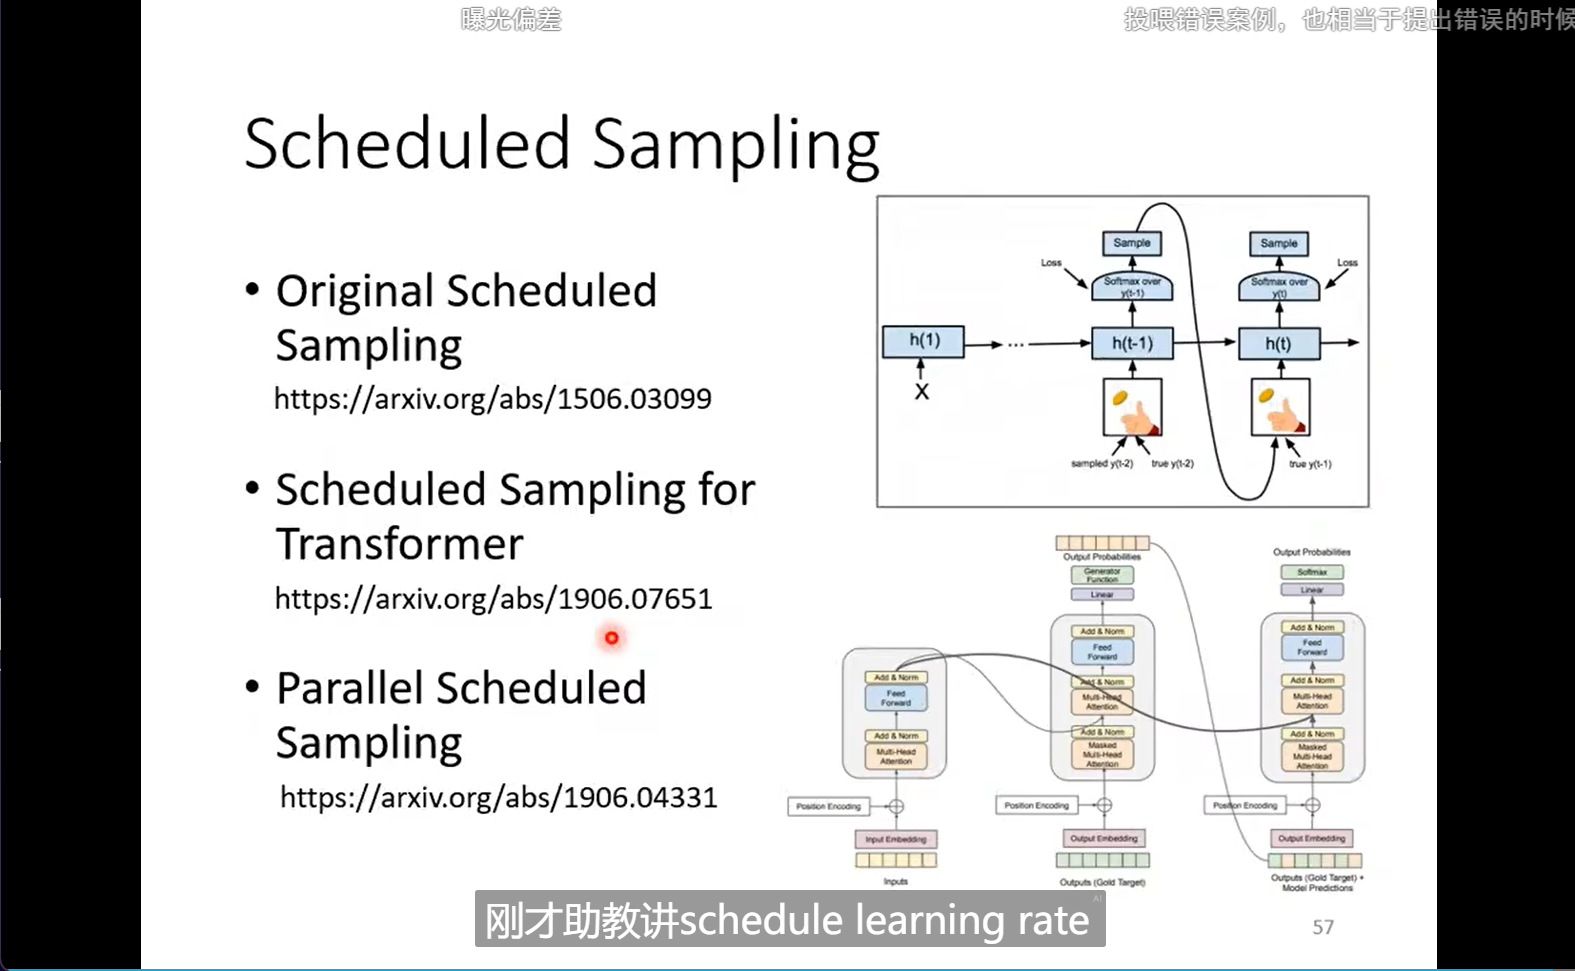 曝光偏差
投喂错误案例，也相当于提出错误的时候
Scheduled Sampling
• Original Scheduled
Sampling
https://arxiv.org/abs/1506.03099
• Scheduled Sampling for
Transformer
https://arxiv.org/abs/1906.07651
• Parallel Scheduled
Sampling
https://arxiv.org/abs/1906.04331
Sample
Sample
Loss
Loss
Softmax over
y(t-1)
Softmax over
y(t)
h(1)
...
h(t-1)
h(t)
X
sampled y(t-2)
true y(t-2)
true y(t-1)
Output Probabilities
Generator
Function
Linear
Add & Norm
Feed
Forward
Add & Norm
Multi-Head
Attention
Add & Norm
Masked
Multi-Head
Attention
Position Encoding
Output Embedding
Outputs (Gold Target)
Output Probabilities
Softmax
Linear
Add & Norm
Feed
Forward
Add & Norm
Multi-Head
Attention
Add & Norm
Masked
Multi-Head
Attention
Position Encoding
Output Embedding
Outputs (Gold Target) +
Model Predictions
Add & Norm
Feed
Forward
Add & Norm
Multi-Head
Attention
Position Encoding
Input Embedding
Inputs
AI
刚才助教讲schedule learning rate
57